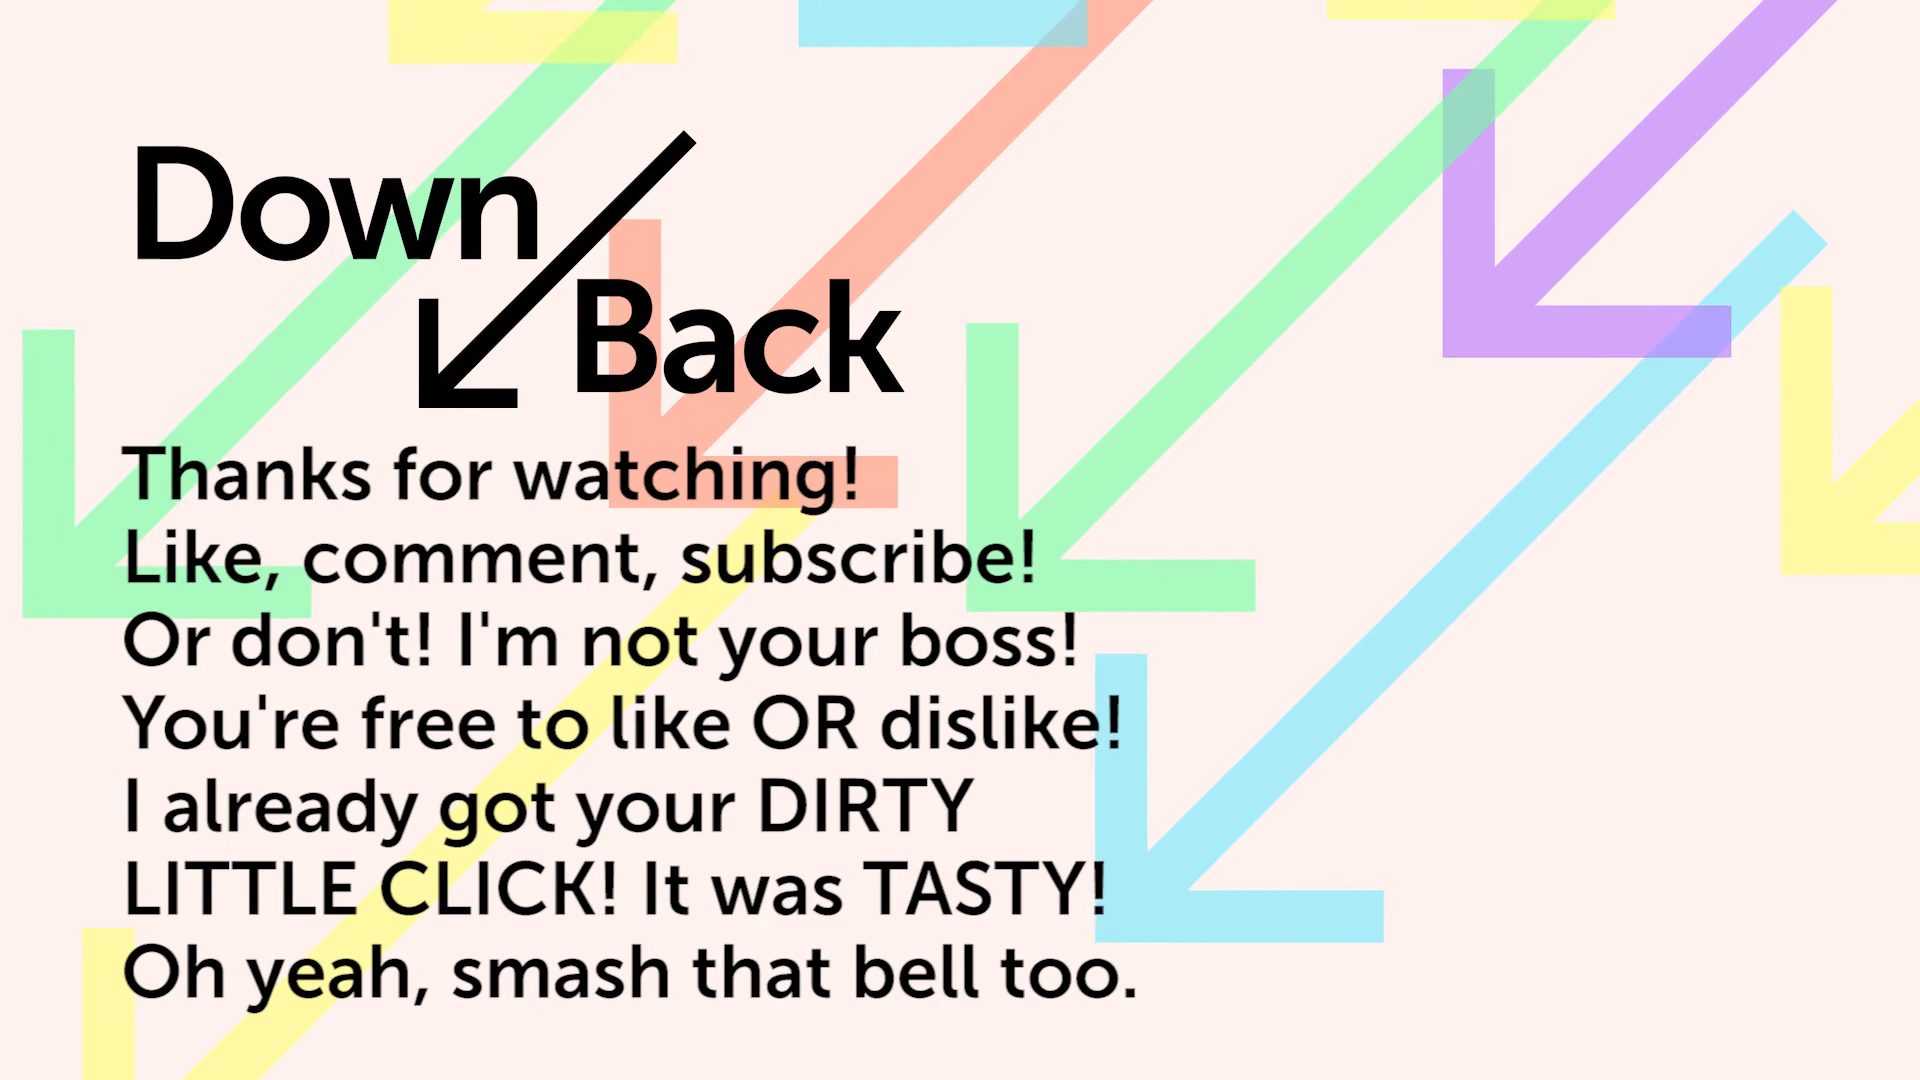 Down
Back
Thanks for watching!
Like, comment, subscribe!
Or don't! I'm not your boss!
You're free to like OR dislike!
I already got your DIRTY
LITTLE CLICK! It was TASTY!
Oh yeah, smash that bell too.